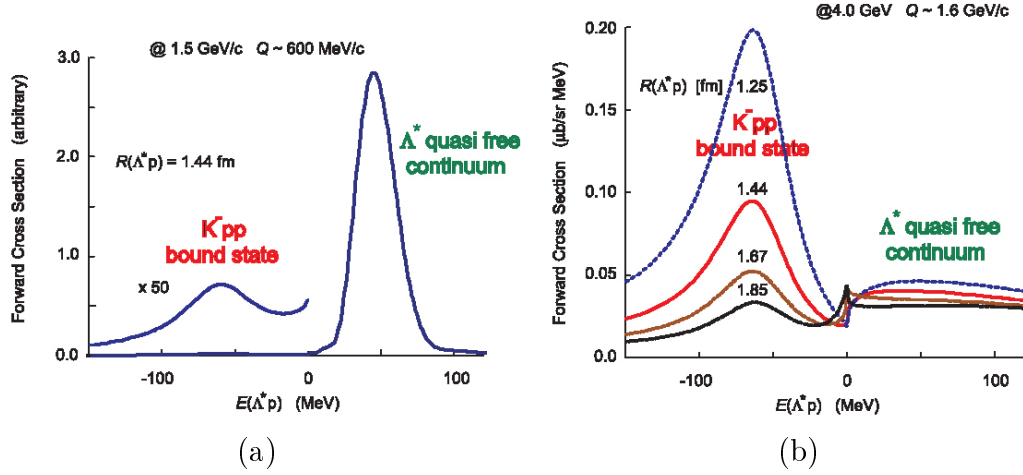 @ 1.5 GeV/c Q ~ 600 MeV/c
Forward Cross Section (arbitrary)
3.0
2.0
1.0
0.0
R(Λ*p) = 1.44 fm
K⁻pp
bound state
x 50
Λ* quasi free
continuum
-100
0
100
E(Λ*p) (MeV)
(a)
@4.0 GeV Q ~ 1.6 GeV/c
Forward Cross Section (μb/sr MeV)
0.20
0.15
0.10
0.05
0.00
R(Λ*p) [fm] 1.25
K⁻pp
bound state
1.44
1.67
1.85
Λ* quasi free
continuum
-100
0
100
E(Λ*p) (MeV)
(b)